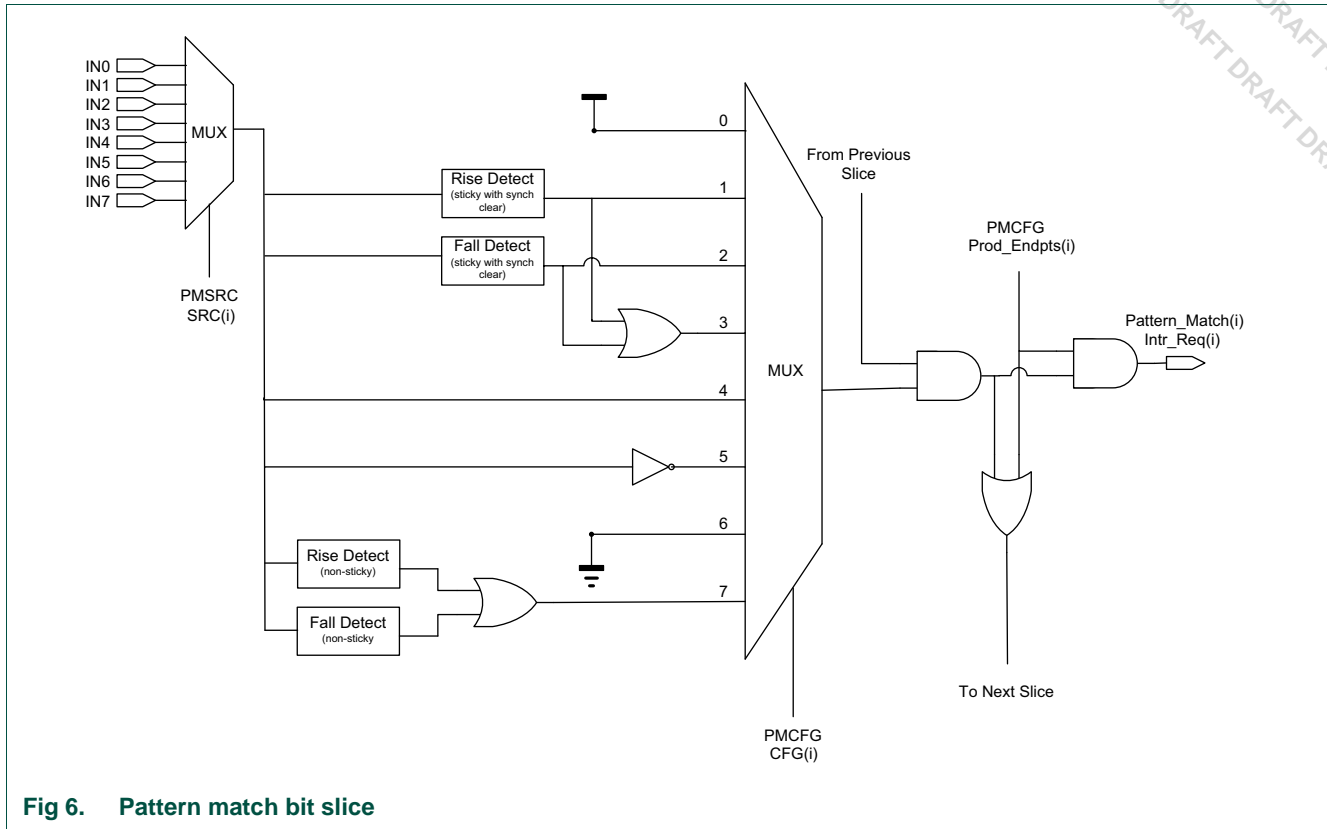 DRAFT DRAFT DR
DRAFT
IN0
IN1
IN2
IN3
IN4
IN5
IN6
IN7
MUX
PMSRC
SRC(i)
Rise Detect
(sticky with synch
clear)
Fall Detect
(sticky with synch
clear)
Rise Detect
(non-sticky)
Fall Detect
(non-sticky
0
1
2
3
4
5
6
7
MUX
PMCFG
CFG(i)
From Previous
Slice
PMCFG
Prod_Endpts(i)
Pattern_Match(i)
Intr_Req(i)
To Next Slice
Fig 6. Pattern match bit slice